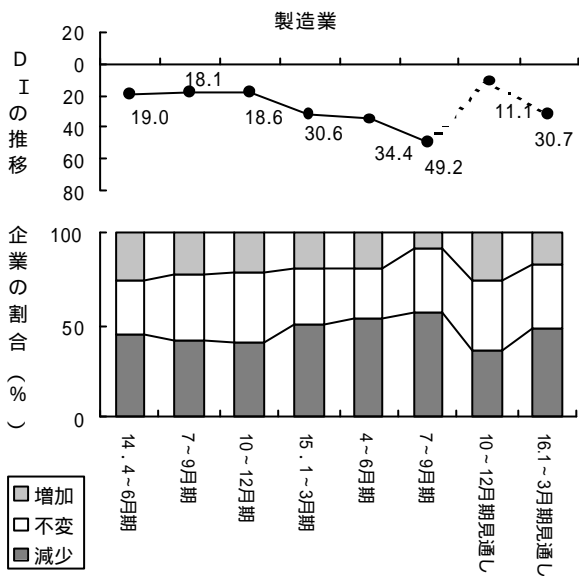 製造業
DIの推移
20
0
20
40
60
80
19.0
18.1
18.6
30.6
34.4
49.2
11.1
30.7
企業の割合(%)
100
50
0
14.4~6月期
7~9月期
10~12月期
15.1~3月期
4~6月期
7~9月期
10~12月期見通し
16.1~3月期見通し
増加
不変
減少